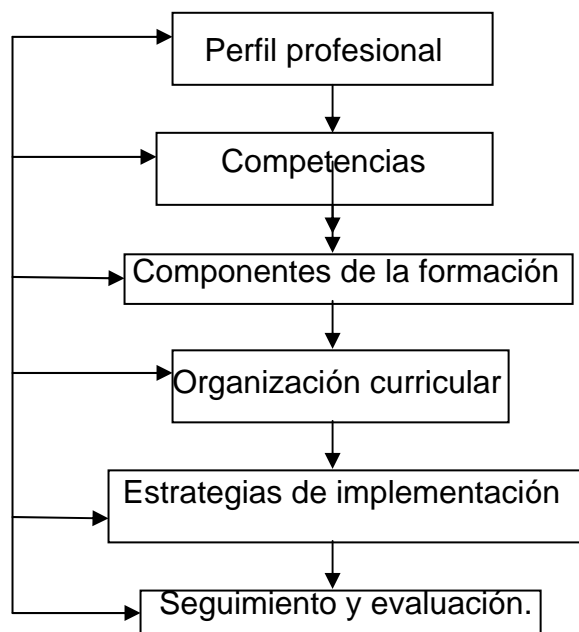 Perfil profesional
Competencias
Componentes de la formación
Organización curricular
Estrategias de implementación
Seguimiento y evaluación.